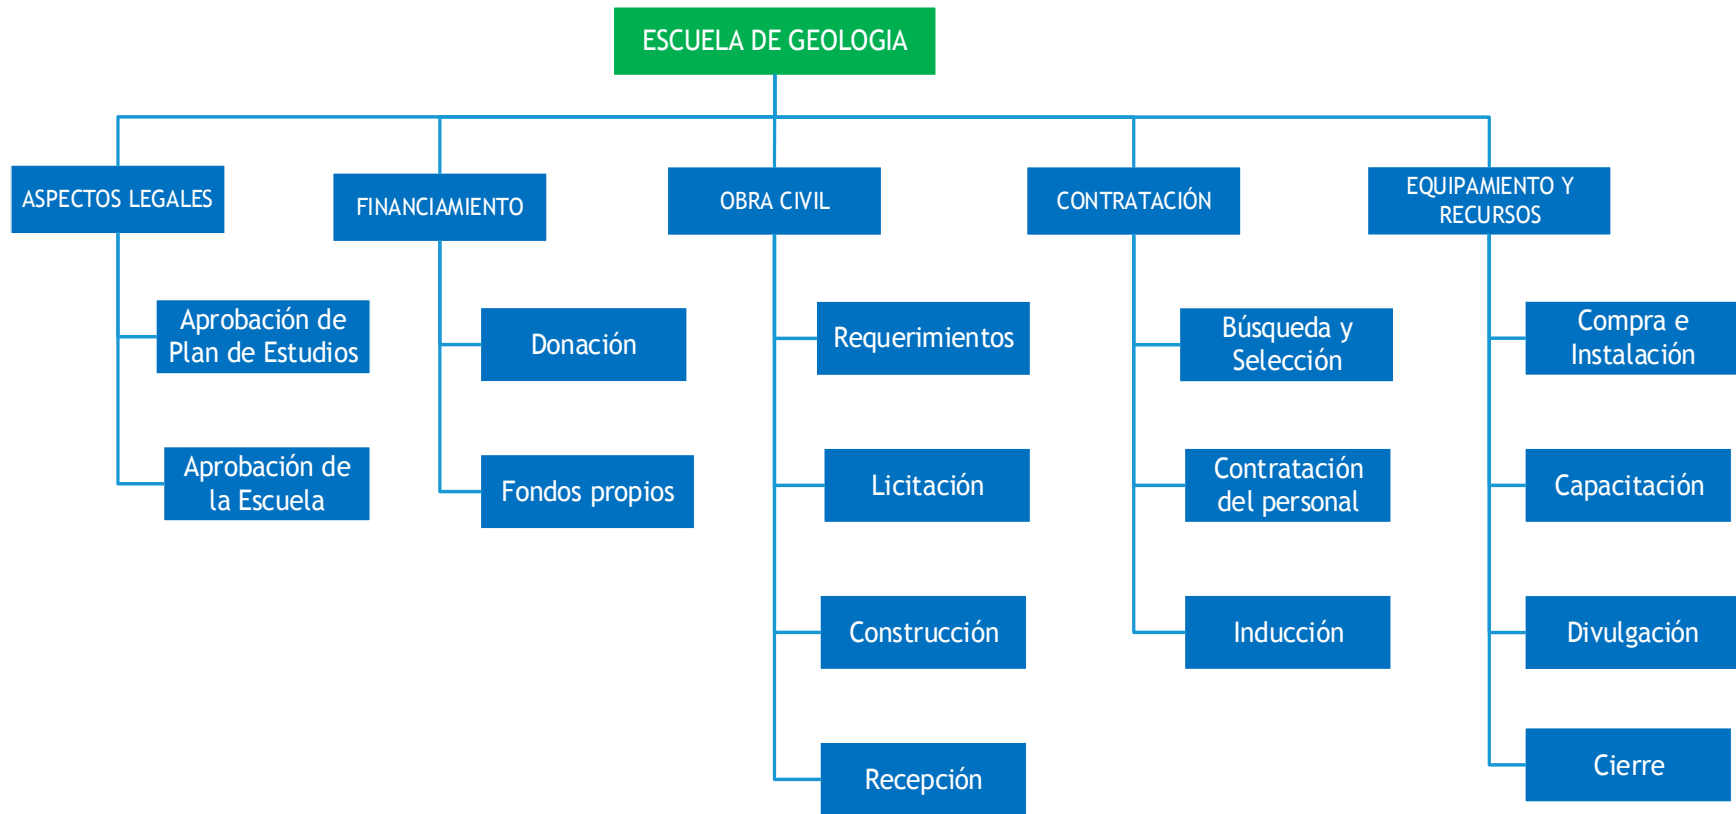 ESCUELA DE GEOLOGIA
ASPECTOS LEGALES
FINANCIAMIENTO
OBRA CIVIL
CONTRATACIÓN
EQUIPAMIENTO Y
RECURSOS
Aprobación de
Plan de Estudios
Donación
Requerimientos
Búsqueda y
Selección
Compra e
Instalación
Aprobación de
la Escuela
Fondos propios
Licitación
Contratación
del personal
Capacitación
Construcción
Inducción
Divulgación
Recepción
Cierre